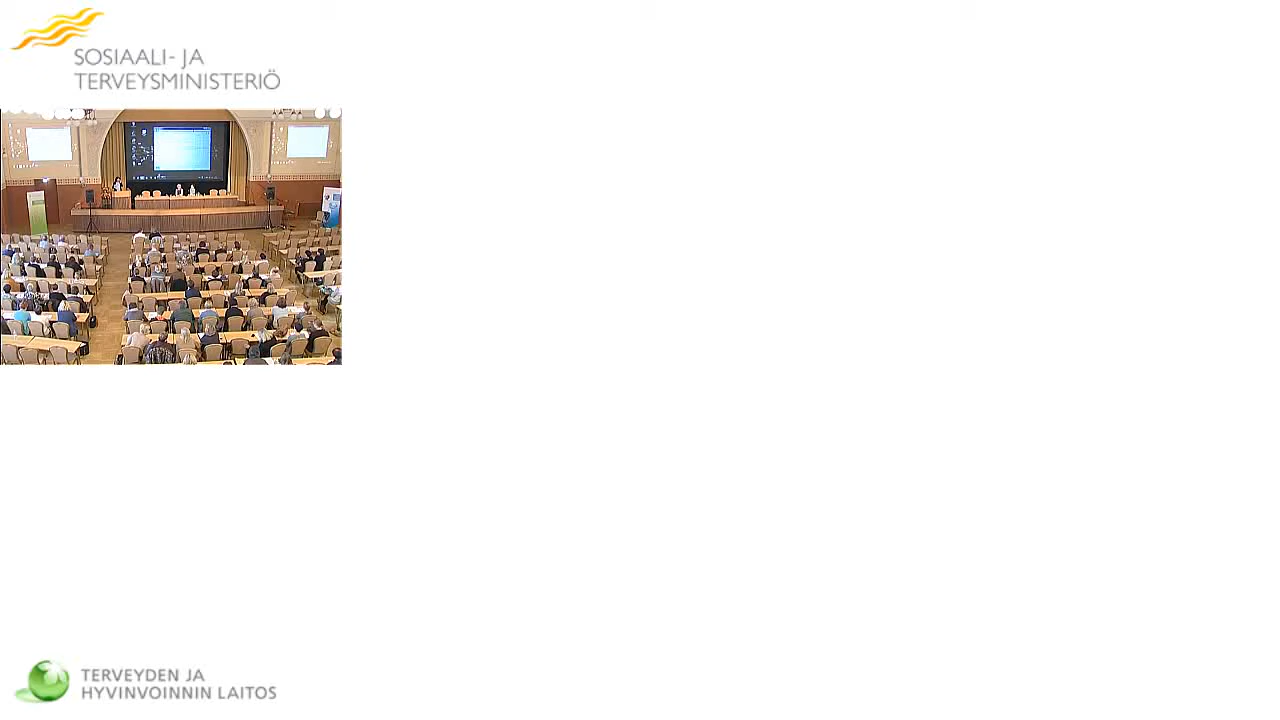 SOSIAALI- JA
TERVEYSMINISTERIÖ
TERVEYDEN JA
HYVINVOINNIN LAITOS